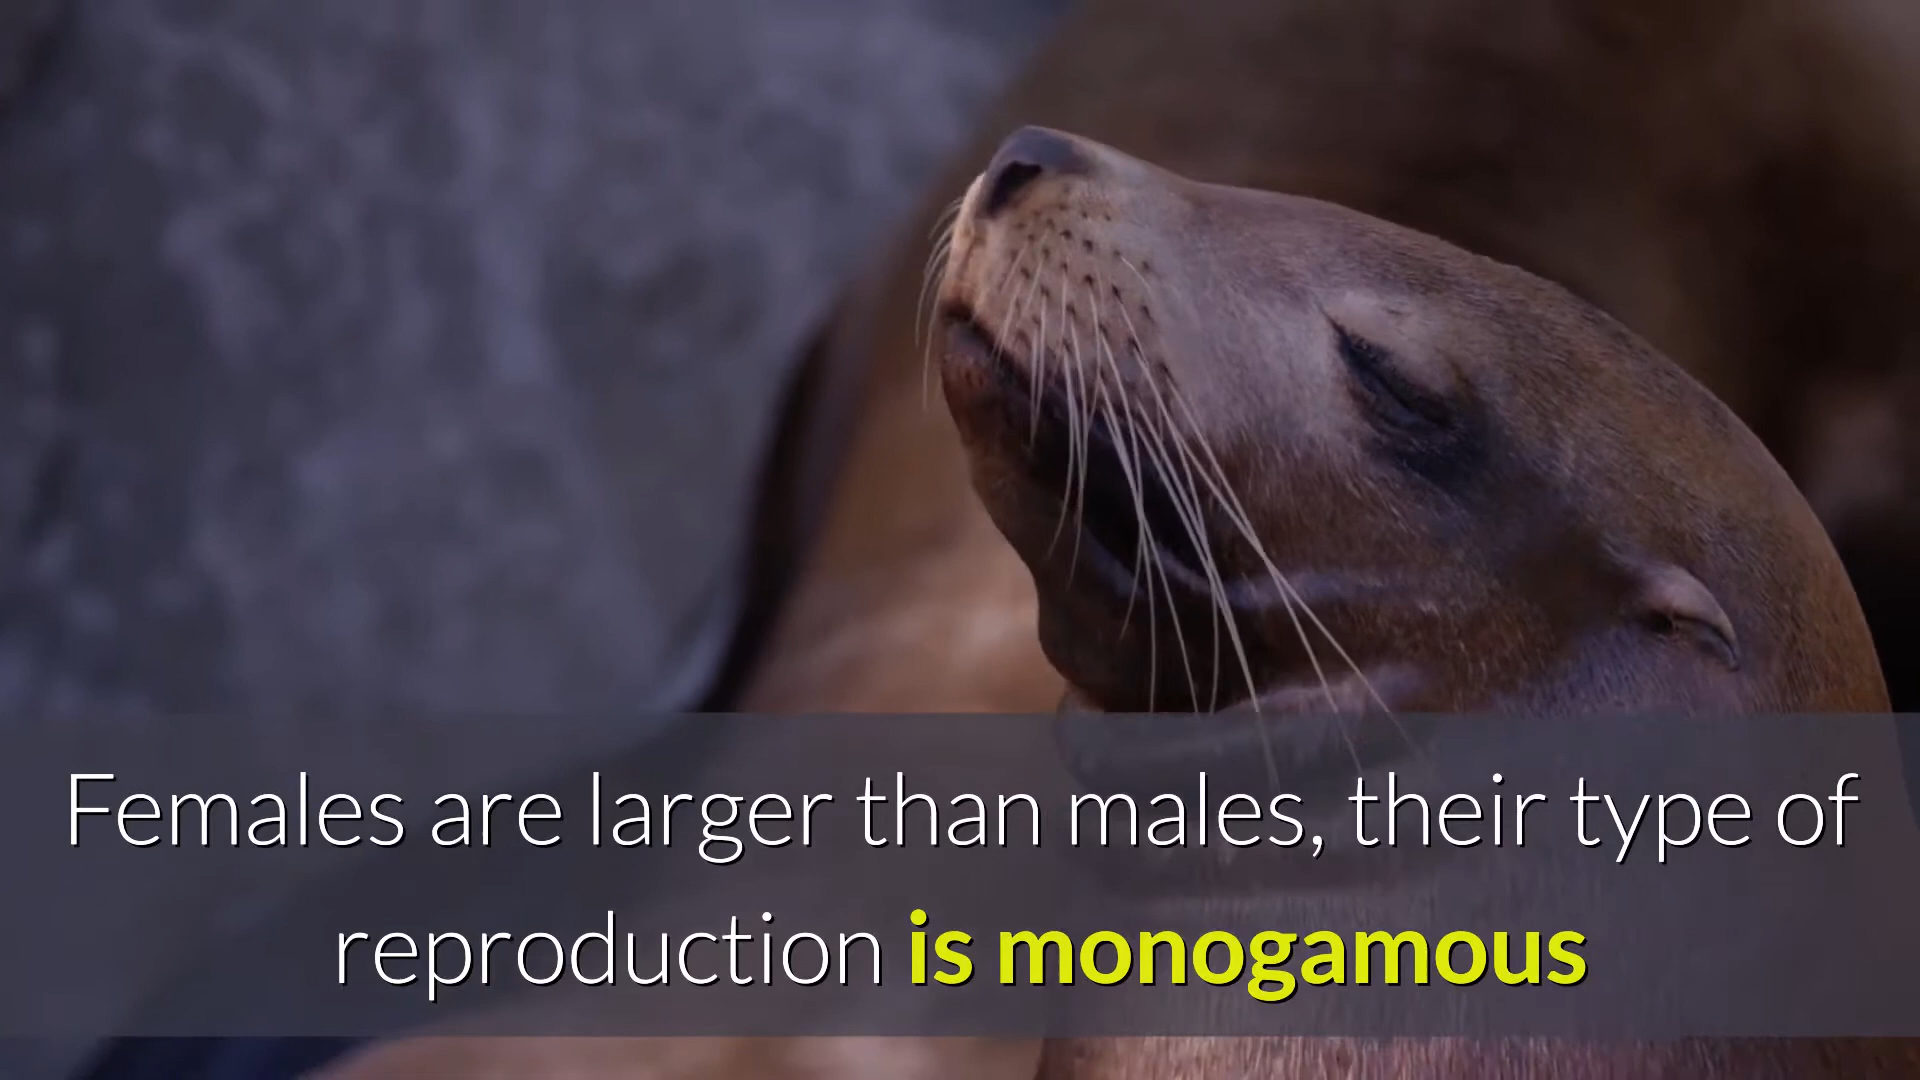 Females are larger than males, their type of
reproduction is monogamous